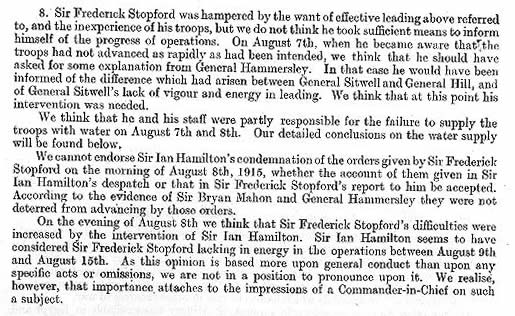 8. Sir Frederick Stopford was hampered by the want of effective leading above referred
to, and the inexperience of his troops, but we do not think he took sufficient means to inform
himself of the progress of operations. On August 7th, when he became aware that the
troops had not advanced as rapidly as had been intended, we think that he should have
asked for some explanation from General Hammersley. In that case he would have been
informed of the difference which had arisen between General Sitwell and General Hill, and
of General Sitwell's lack of vigour and energy in leading. We think that at this point his
intervention was needed.
We think that he and his staff were partly responsible for the failure to supply the
troops with water on August 7th and 8th. Our detailed conclusions on the water supply
will be found below.
We cannot endorse Sir Ian Hamilton's condemnation of the orders given by Sir Frederick
Stopford on the morning of August 8th, 1915, whether the account of them given in Sir
Ian Hamilton's despatch or that in Sir Frederick Stopford's report to him be accepted.
According to the evidence of Sir Bryan Mahon and General Hammersley they were not
deterred from advancing by those orders.
On the evening of August 8th we think that Sir Frederick Stopford's difficulties were
increased by the intervention of Sir Ian Hamilton. Sir Ian Hamilton seems to have
considered Sir Frederick Stopford lacking in energy in the operations between August 9th
and August 15th. As this opinion is based more upon general conduct than upon any
specific acts or omissions, we are not in a position to pronounce upon it. We realise,
however, that importance attaches to the impressions of a Commander-in-Chief on such
a subject.